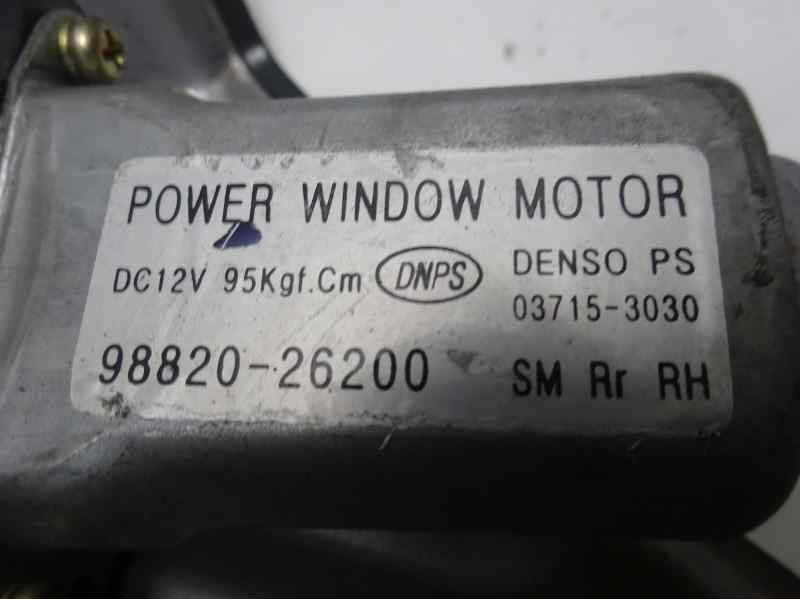 POWER WINDOW MOTOR
DC12V 95Kgf.Cm DNPS DENSO PS
03715-3030
98820-26200 SM Rr RH